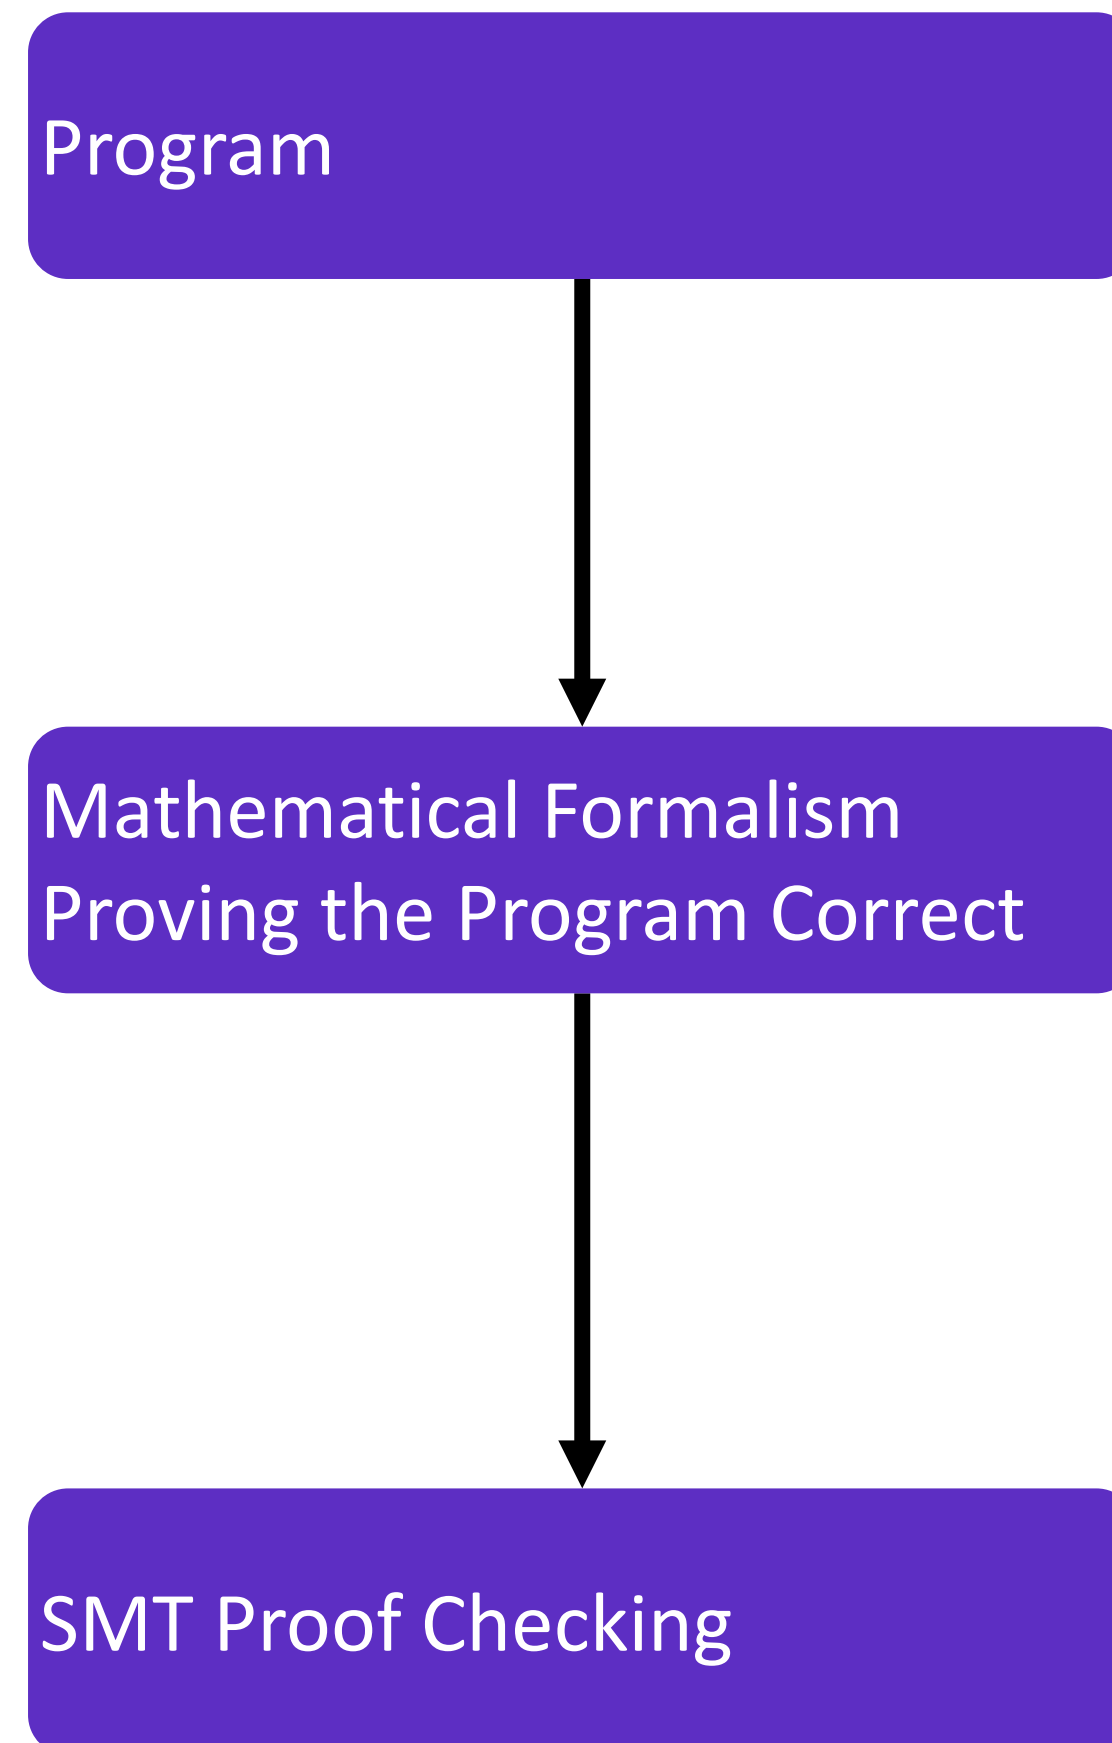 Program
Mathematical Formalism
Proving the Program Correct
SMT Proof Checking